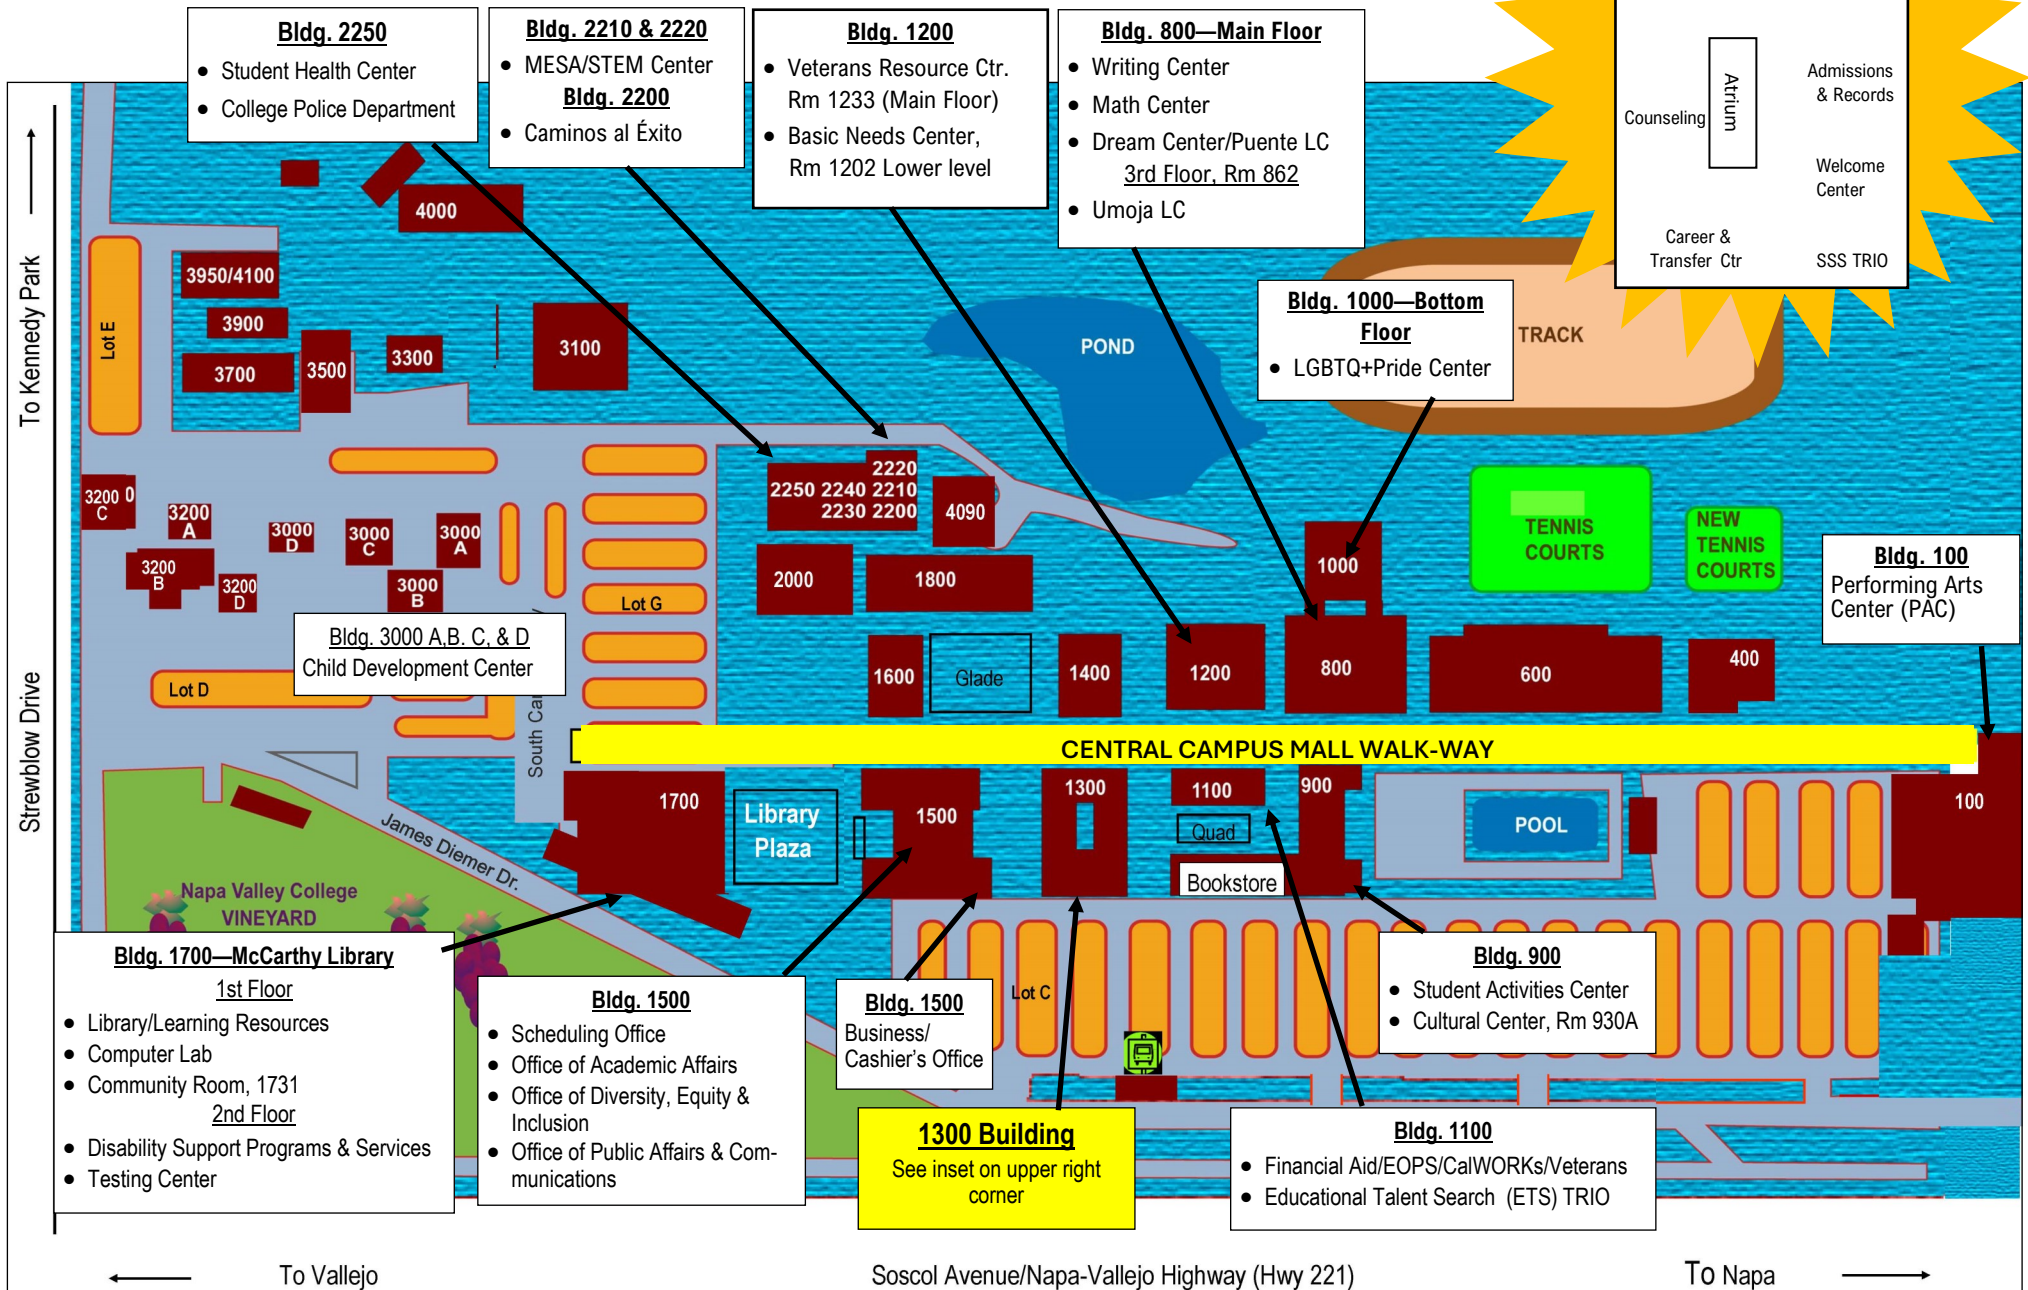 Bldg. 2250
• Student Health Center
• College Police Department
Bldg. 2210 & 2220
• MESA/STEM Center
Bldg. 2200
• Caminos al Éxito
Bldg. 1200
• Veterans Resource Ctr.
Rm 1233 (Main Floor)
• Basic Needs Center,
Rm 1202 Lower level
Bldg. 800—Main Floor
• Writing Center
• Math Center
• Dream Center/Puente LC
3rd Floor, Rm 862
• Umoja LC
Atrium
Admissions
& Records
Counseling
Welcome
Center
Career &
Transfer Ctr
SSS TRIO
Bldg. 1000—Bottom
Floor
• LGBTQ+Pride Center
TRACK
POND
To Kennedy Park
Strewblow Drive
Lot E
4000
3950/4100
3900
3700
3500
3300
3100
3200 0
C
3200
A
3200
B
3200
D
3000
D
3000
C
3000
A
3000
B
Bldg. 3000 A,B. C, & D
Child Development Center
Lot D
Lot G
2220
2250 2240 2210
2230 2200
4090
2000
1800
1600
Glade
1400
1200
1000
800
600
400
TENNIS
COURTS
NEW
TENNIS
COURTS
Bldg. 100
Performing Arts
Center (PAC)
CENTRAL CAMPUS MALL WALK-WAY
South Ca
1700
Library
Plaza
1500
1300
1100
Quad
900
Bookstore
POOL
100
James Diemer Dr.
Napa Valley College
VINEYARD
Lot C
Bldg. 1700—McCarthy Library
1st Floor
• Library/Learning Resources
• Computer Lab
• Community Room, 1731
2nd Floor
• Disability Support Programs & Services
• Testing Center
Bldg. 1500
• Scheduling Office
• Office of Academic Affairs
• Office of Diversity, Equity &
Inclusion
• Office of Public Affairs & Com-
munications
Bldg. 1500
Business/
Cashier's Office
1300 Building
See inset on upper right
corner
Bldg. 900
• Student Activities Center
• Cultural Center, Rm 930A
Bldg. 1100
• Financial Aid/EOPS/CalWORKs/Veterans
• Educational Talent Search (ETS) TRIO
To Vallejo
Soscol Avenue/Napa-Vallejo Highway (Hwy 221)
To Napa